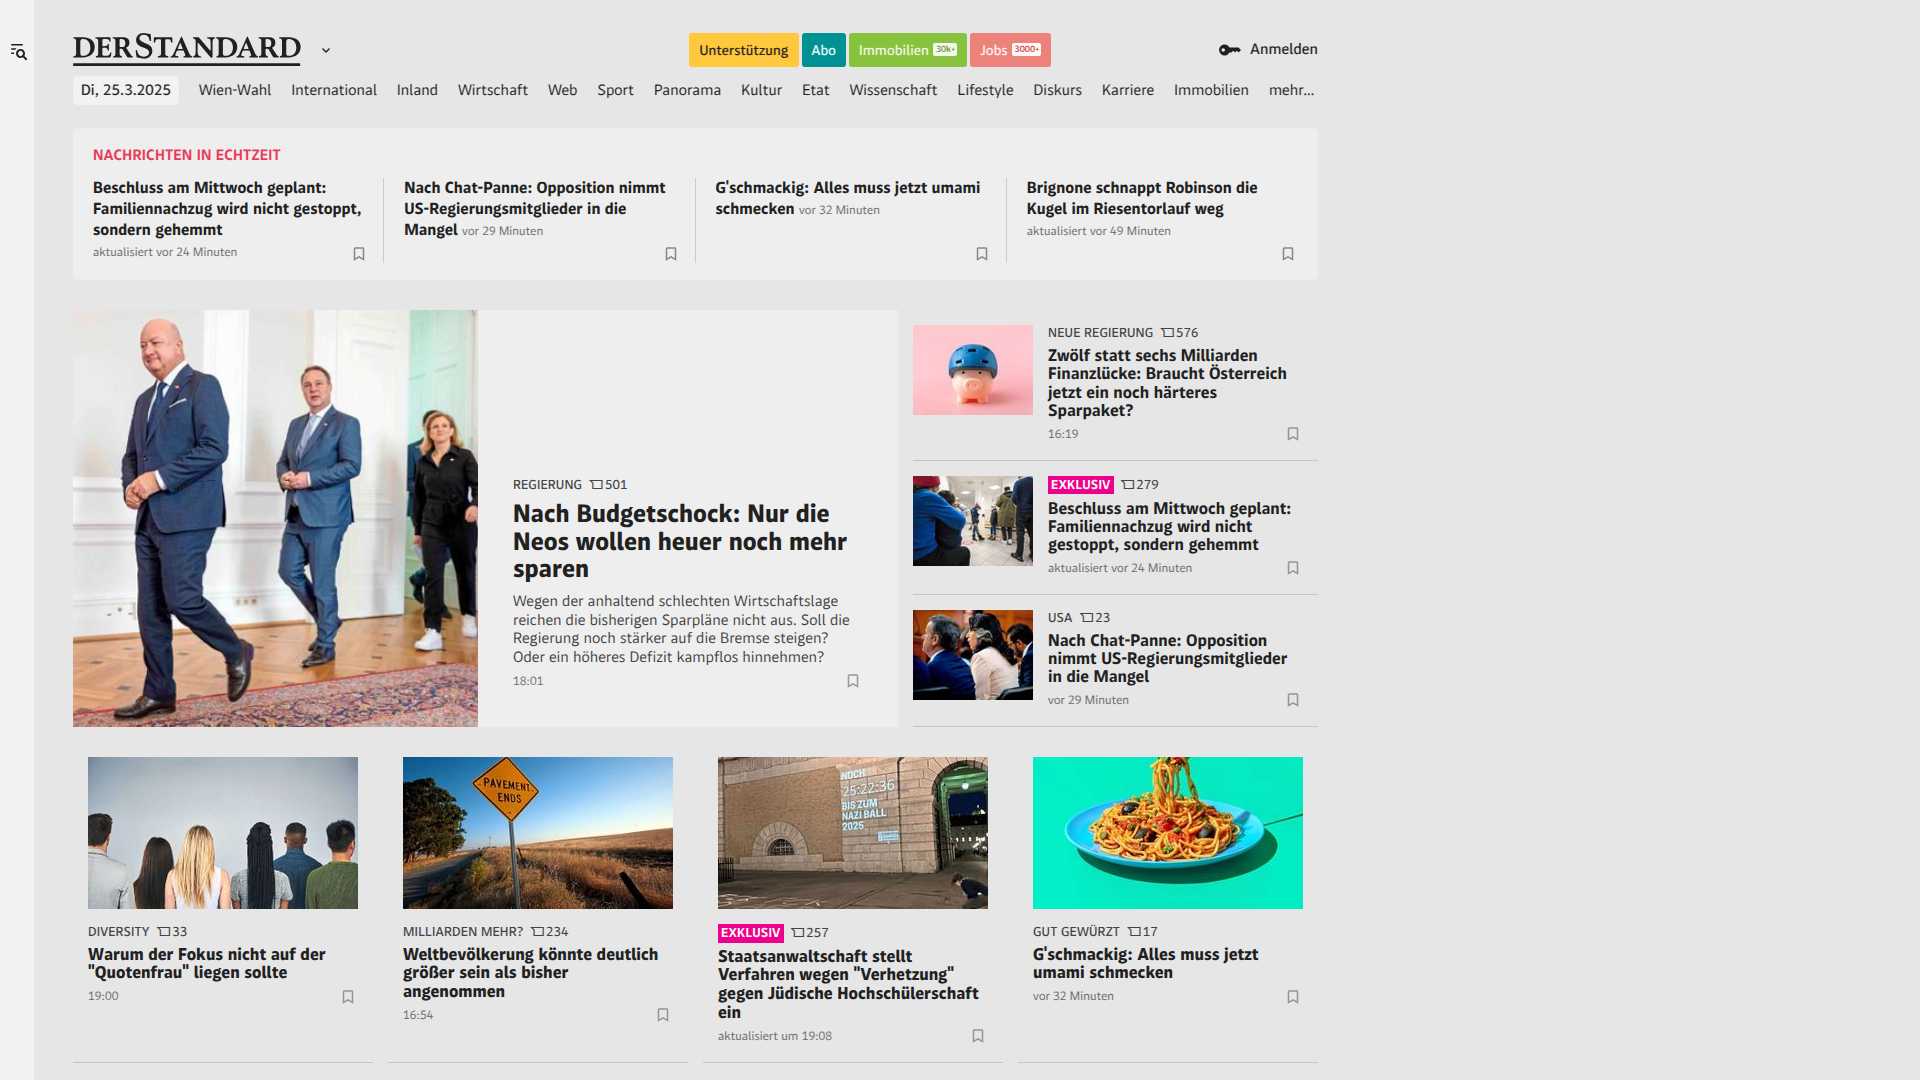 DERSTANDARD
Unterstützung
Abo
Immobilien 30k+
Jobs 3000+
Anmelden
Di, 25.3.2025
Wien-Wahl
International
Inland
Wirtschaft
Web
Sport
Panorama
Kultur
Etat
Wissenschaft
Lifestyle
Diskurs
Karriere
Immobilien
mehr...
NACHRICHTEN IN ECHTZEIT
Beschluss am Mittwoch geplant:
Familiennachzug wird nicht gestoppt,
sondern gehemmt
aktualisiert vor 24 Minuten
Nach Chat-Panne: Opposition nimmt
US-Regierungsmitglieder in die
Mangel vor 29 Minuten
G'schmackig: Alles muss jetzt umami
schmecken vor 32 Minuten
Brignone schnappt Robinson die
Kugel im Riesentorlauf weg
aktualisiert vor 49 Minuten
REGIERUNG 501
Nach Budgetschock: Nur die
Neos wollen heuer noch mehr
sparen
Wegen der anhaltend schlechten Wirtschaftslage
reichen die bisherigen Sparpläne nicht aus. Soll die
Regierung noch stärker auf die Bremse steigen?
Oder ein höheres Defizit kampflos hinnehmen?
18:01
NEUE REGIERUNG 576
Zwölf statt sechs Milliarden
Finanzlücke: Braucht Österreich
jetzt ein noch härteres
Sparpaket?
16:19
EXKLUSIV 279
Beschluss am Mittwoch geplant:
Familiennachzug wird nicht
gestoppt, sondern gehemmt
aktualisiert vor 24 Minuten
USA 23
Nach Chat-Panne: Opposition
nimmt US-Regierungsmitglieder
in die Mangel
vor 29 Minuten
DIVERSITY 33
Warum der Fokus nicht auf der
"Quotenfrau" liegen sollte
19:00
PAVEMENT
ENDS
MILLIARDEN MEHR? 234
Weltbevölkerung könnte deutlich
größer sein als bisher
angenommen
16:54
NOCH
25:22:36
BIS ZUM
NAZI BALL
2025
EXKLUSIV 257
Staatsanwaltschaft stellt
Verfahren wegen "Verhetzung"
gegen Jüdische Hochschülerschaft
ein
aktualisiert um 19:08
GUT GEWÜRZT 17
G'schmackig: Alles muss jetzt
umami schmecken
vor 32 Minuten